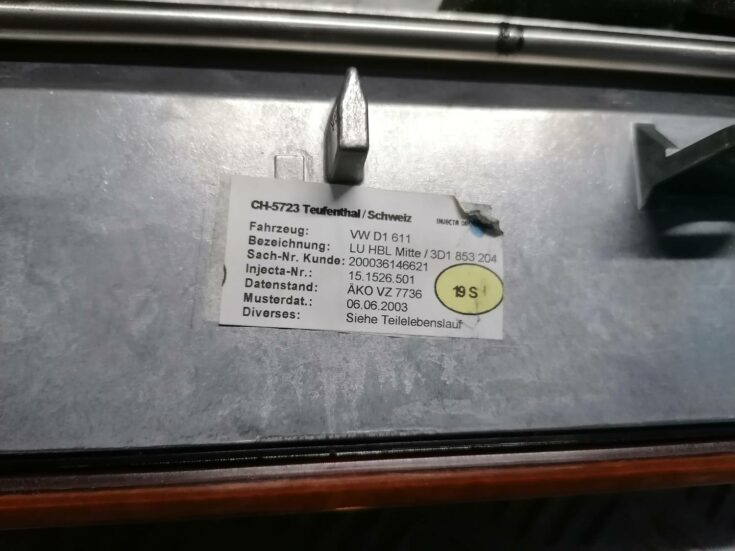 CH-5723 Teufenthal / Schweiz
INJECTA
Fahrzeug: VW D1 611
Bezeichnung: LU HBL Mitte / 3D1 853 204
Sach-Nr. Kunde: 200036146621
Injecta-Nr.: 15.1526.501
Datenstand: ÄKO VZ 7736
Musterdat.: 06.06.2003
Diverses: Siehe Teilelebenslauf
19 S